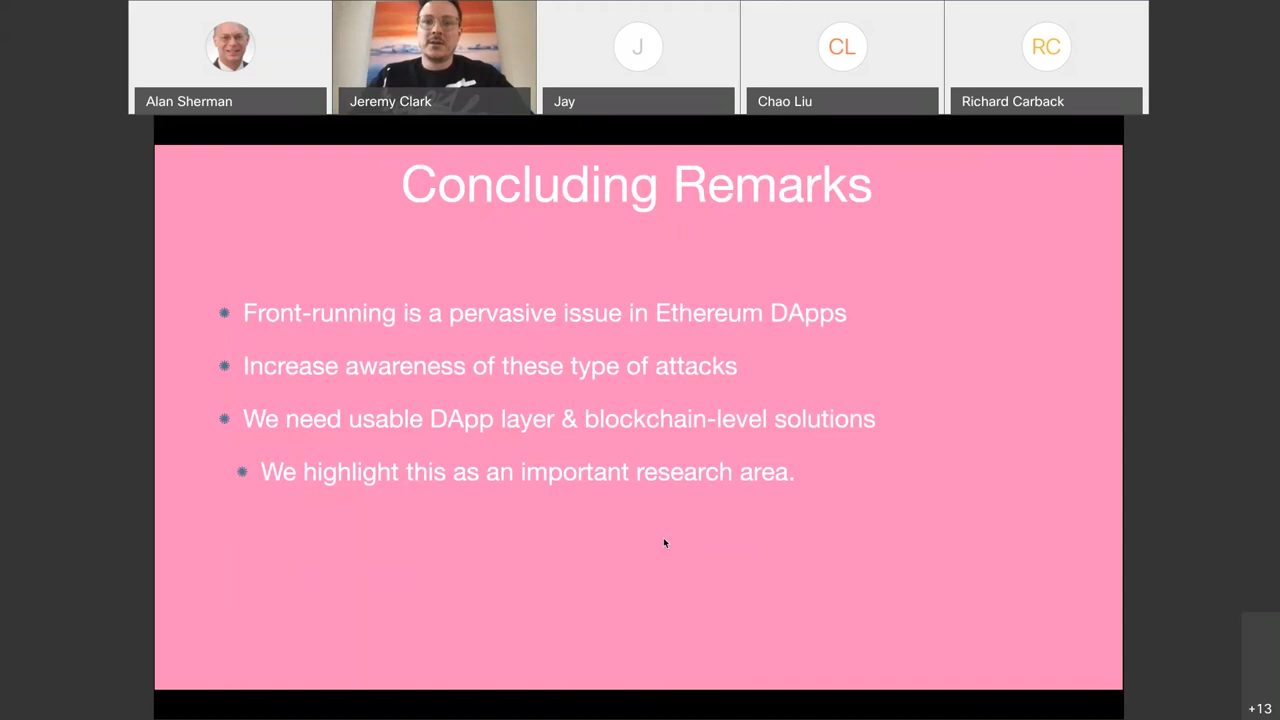 Alan Sherman
Jeremy Clark
J
Jay
CL
Chao Liu
RC
Richard Carback
Concluding Remarks
Front-running is a pervasive issue in Ethereum DApps
Increase awareness of these type of attacks
We need usable DApp layer & blockchain-level solutions
We highlight this as an important research area.
+13